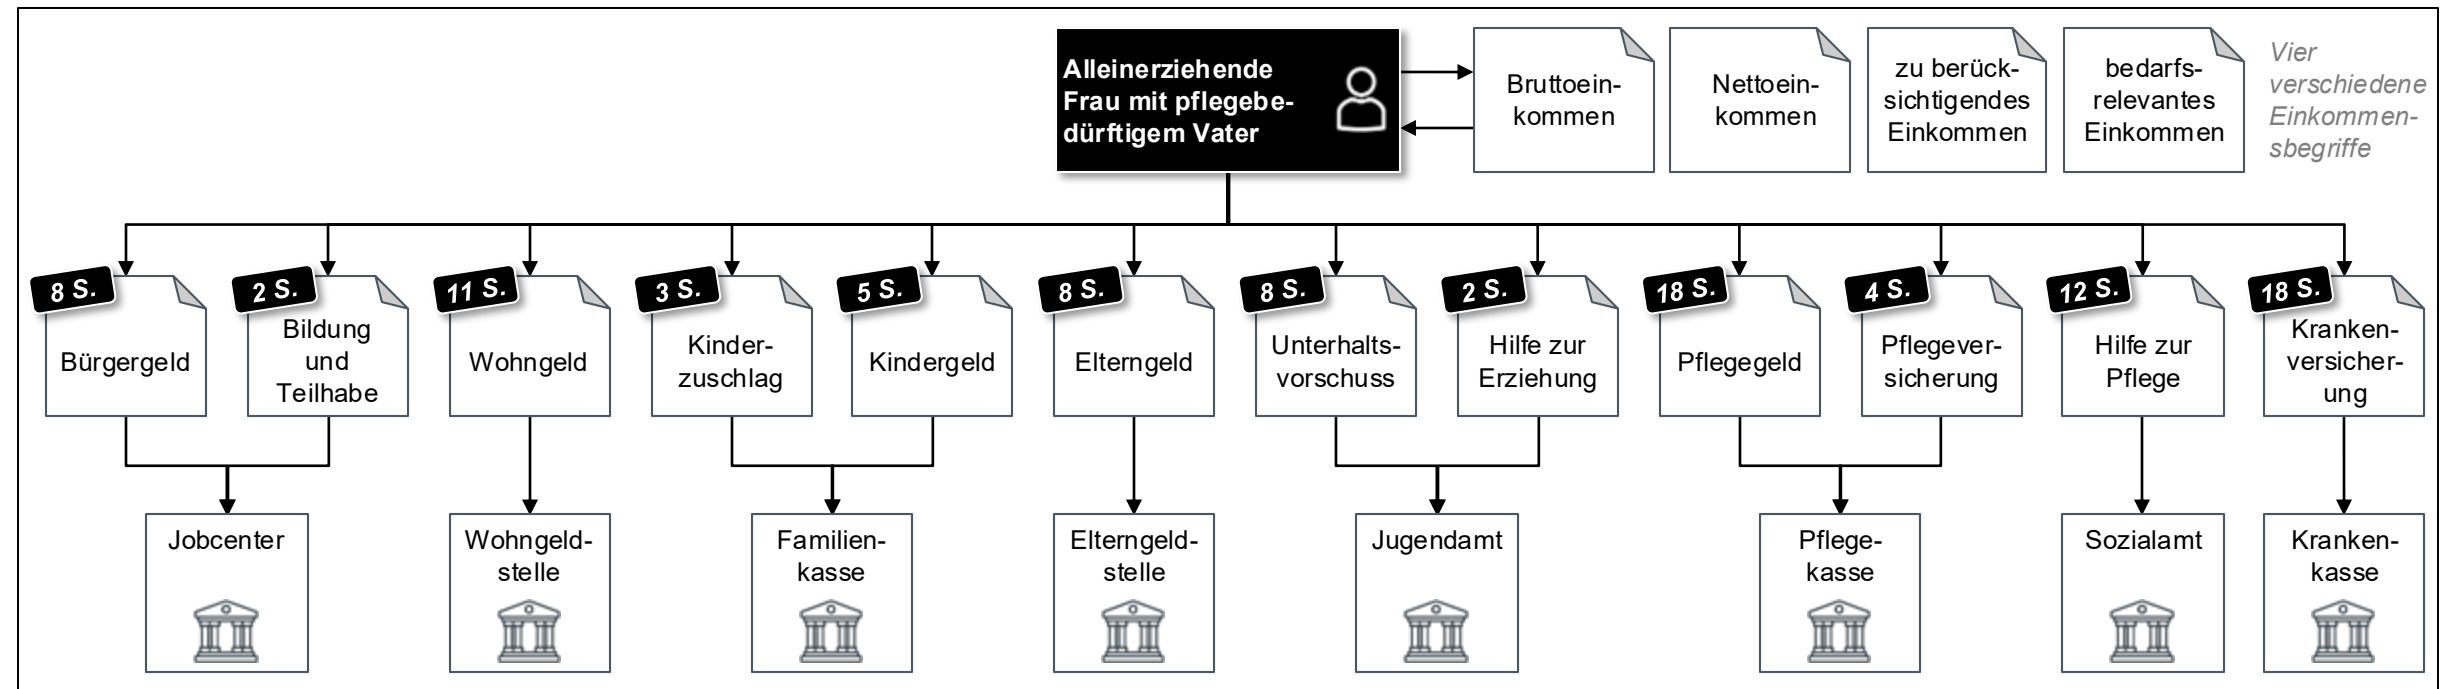 Alleinerziehende
Frau mit pflegebe-
dürftigem Vater
Bruttoein-
kommen
Nettoein-
kommen
zu berück-
sichtigendes
Einkommen
bedarfs-
relevantes
Einkommen
Vier
verschiedene
Einkommen-
sbegriffe
8 S.
Bürgergeld
2 S.
Bildung
und
Teilhabe
11 S.
Wohngeld
3 S.
Kinder-
zuschlag
5 S.
Kindergeld
8 S.
Elterngeld
8 S.
Unterhalts-
vorschuss
2 S.
Hilfe zur
Erziehung
18 S.
Pflegegeld
4 S.
Pflegever-
sicherung
12 S.
Hilfe zur
Pflege
18 S.
Kranken-
versicher-
ung
Jobcenter
Wohngeld-
stelle
Familien-
kasse
Elterngeld-
stelle
Jugendamt
Pflege-
kasse
Sozialamt
Kranken-
kasse